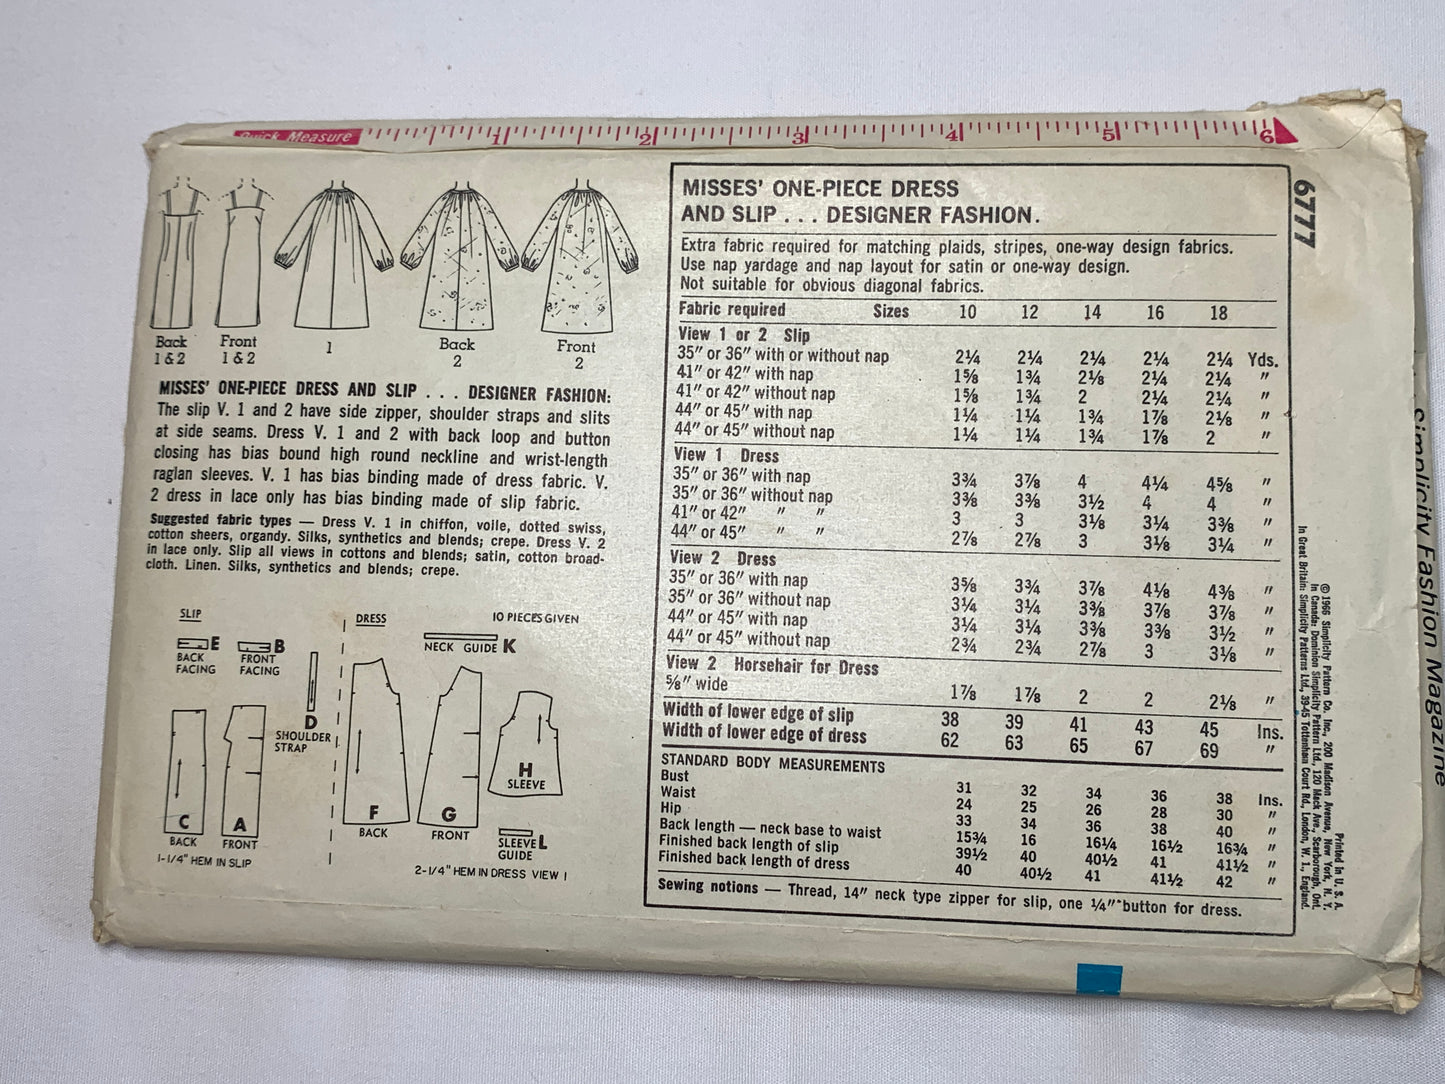 Quick Measure 1 2 3 4 5 6
Back
1 & 2
Front
1 & 2
1
Back
2
Front
2
MISSES' ONE-PIECE DRESS AND SLIP . . . DESIGNER FASHION:
The slip V. 1 and 2 have side zipper, shoulder straps and slits
at side seams. Dress V. 1 and 2 with back loop and button
closing has bias bound high round neckline and wrist-length
raglan sleeves. V. 1 has bias binding made of dress fabric. V.
2 dress in lace only has bias binding made of slip fabric.
Suggested fabric types — Dress V. 1 in chiffon, voile, dotted swiss,
cotton sheers, organdy. Silks, synthetics and blends; crepe. Dress V. 2
in lace only. Slip all views in cottons and blends; satin, cotton broad-
cloth. Linen. Silks, synthetics and blends; crepe.
SLIP
E
BACK
FACING
B
FRONT
FACING
D
SHOULDER
STRAP
C
BACK
A
FRONT
1-1/4" HEM IN SLIP
DRESS
10 PIECES GIVEN
NECK GUIDE K
F
BACK
G
FRONT
H
SLEEVE
SLEEVE L
GUIDE
2-1/4" HEM IN DRESS VIEW 1
MISSES' ONE-PIECE DRESS
AND SLIP . . . DESIGNER FASHION.
Extra fabric required for matching plaids, stripes, one-way design fabrics.
Use nap yardage and nap layout for satin or one-way design.
Not suitable for obvious diagonal fabrics.
Fabric required Sizes 10 12 14 16 18
View 1 or 2 Slip
35" or 36" with or without nap 2¼ 2¼ 2¼ 2¼ 2¼ Yds.
41" or 42" with nap 1⅝ 1¾ 2⅛ 2¼ 2¼ "
41" or 42" without nap 1⅝ 1¾ 2 2¼ 2¼ "
44" or 45" with nap 1¼ 1¼ 1¾ 1⅞ 2⅛ "
44" or 45" without nap 1¼ 1¼ 1¾ 1⅞ 2 "
View 1 Dress
35" or 36" with nap 3¾ 3⅞ 4 4¼ 4⅝ "
35" or 36" without nap 3⅜ 3⅜ 3½ 4 4 "
41" or 42" " " 3 3 3⅛ 3¼ 3⅜ "
44" or 45" " " 2⅞ 2⅞ 3 3⅛ 3¼ "
View 2 Dress
35" or 36" with nap 3⅝ 3¾ 3⅞ 4⅛ 4⅜ "
35" or 36" without nap 3¼ 3¼ 3⅜ 3⅞ 3⅞ "
44" or 45" with nap 3¼ 3¼ 3⅜ 3⅜ 3½ "
44" or 45" without nap 2¾ 2¾ 2⅞ 3 3⅛ "
View 2 Horsehair for Dress
⅝" wide 1⅞ 1⅞ 2 2 2⅛ "
Width of lower edge of slip 38 39 41 43 45 Ins.
Width of lower edge of dress 62 63 65 67 69 "
STANDARD BODY MEASUREMENTS
Bust 31 32 34 36 38 Ins.
Waist 24 25 26 28 30 "
Hip 33 34 36 38 40 "
Back length — neck base to waist 15¾ 16 16¼ 16½ 16¾ "
Finished back length of slip 39½ 40 40½ 41 41½ "
Finished back length of dress 40 40½ 41 41½ 42 "
Sewing notions — Thread, 14" neck type zipper for slip, one ¼" button for dress.
6777
© 1966 Simplicity Pattern Co., Inc., 200 Madison Avenue, New York, N. Y. Printed in U. S. A.
In Canada: Dominion Simplicity Pattern Ltd., 120 Mack Ave., Scarborough, Ont.
In Great Britain: Simplicity Patterns Ltd., 39-45 Tottenham Court Rd., London, W. 1., England.
Simplicity Fashion Magazine